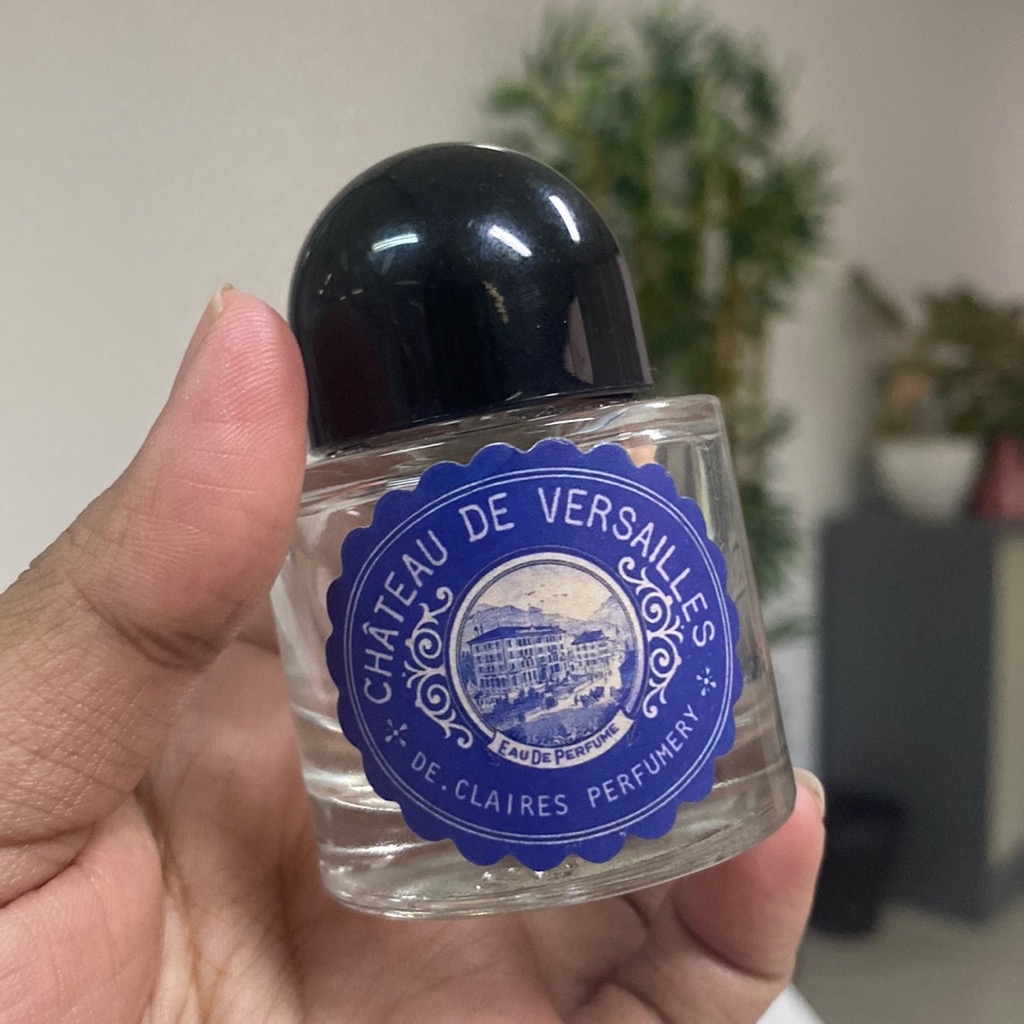 CHÂTEAU DE VERSAILLES
EAU DE PERFUME
DE. CLAIRES PERFUMERY